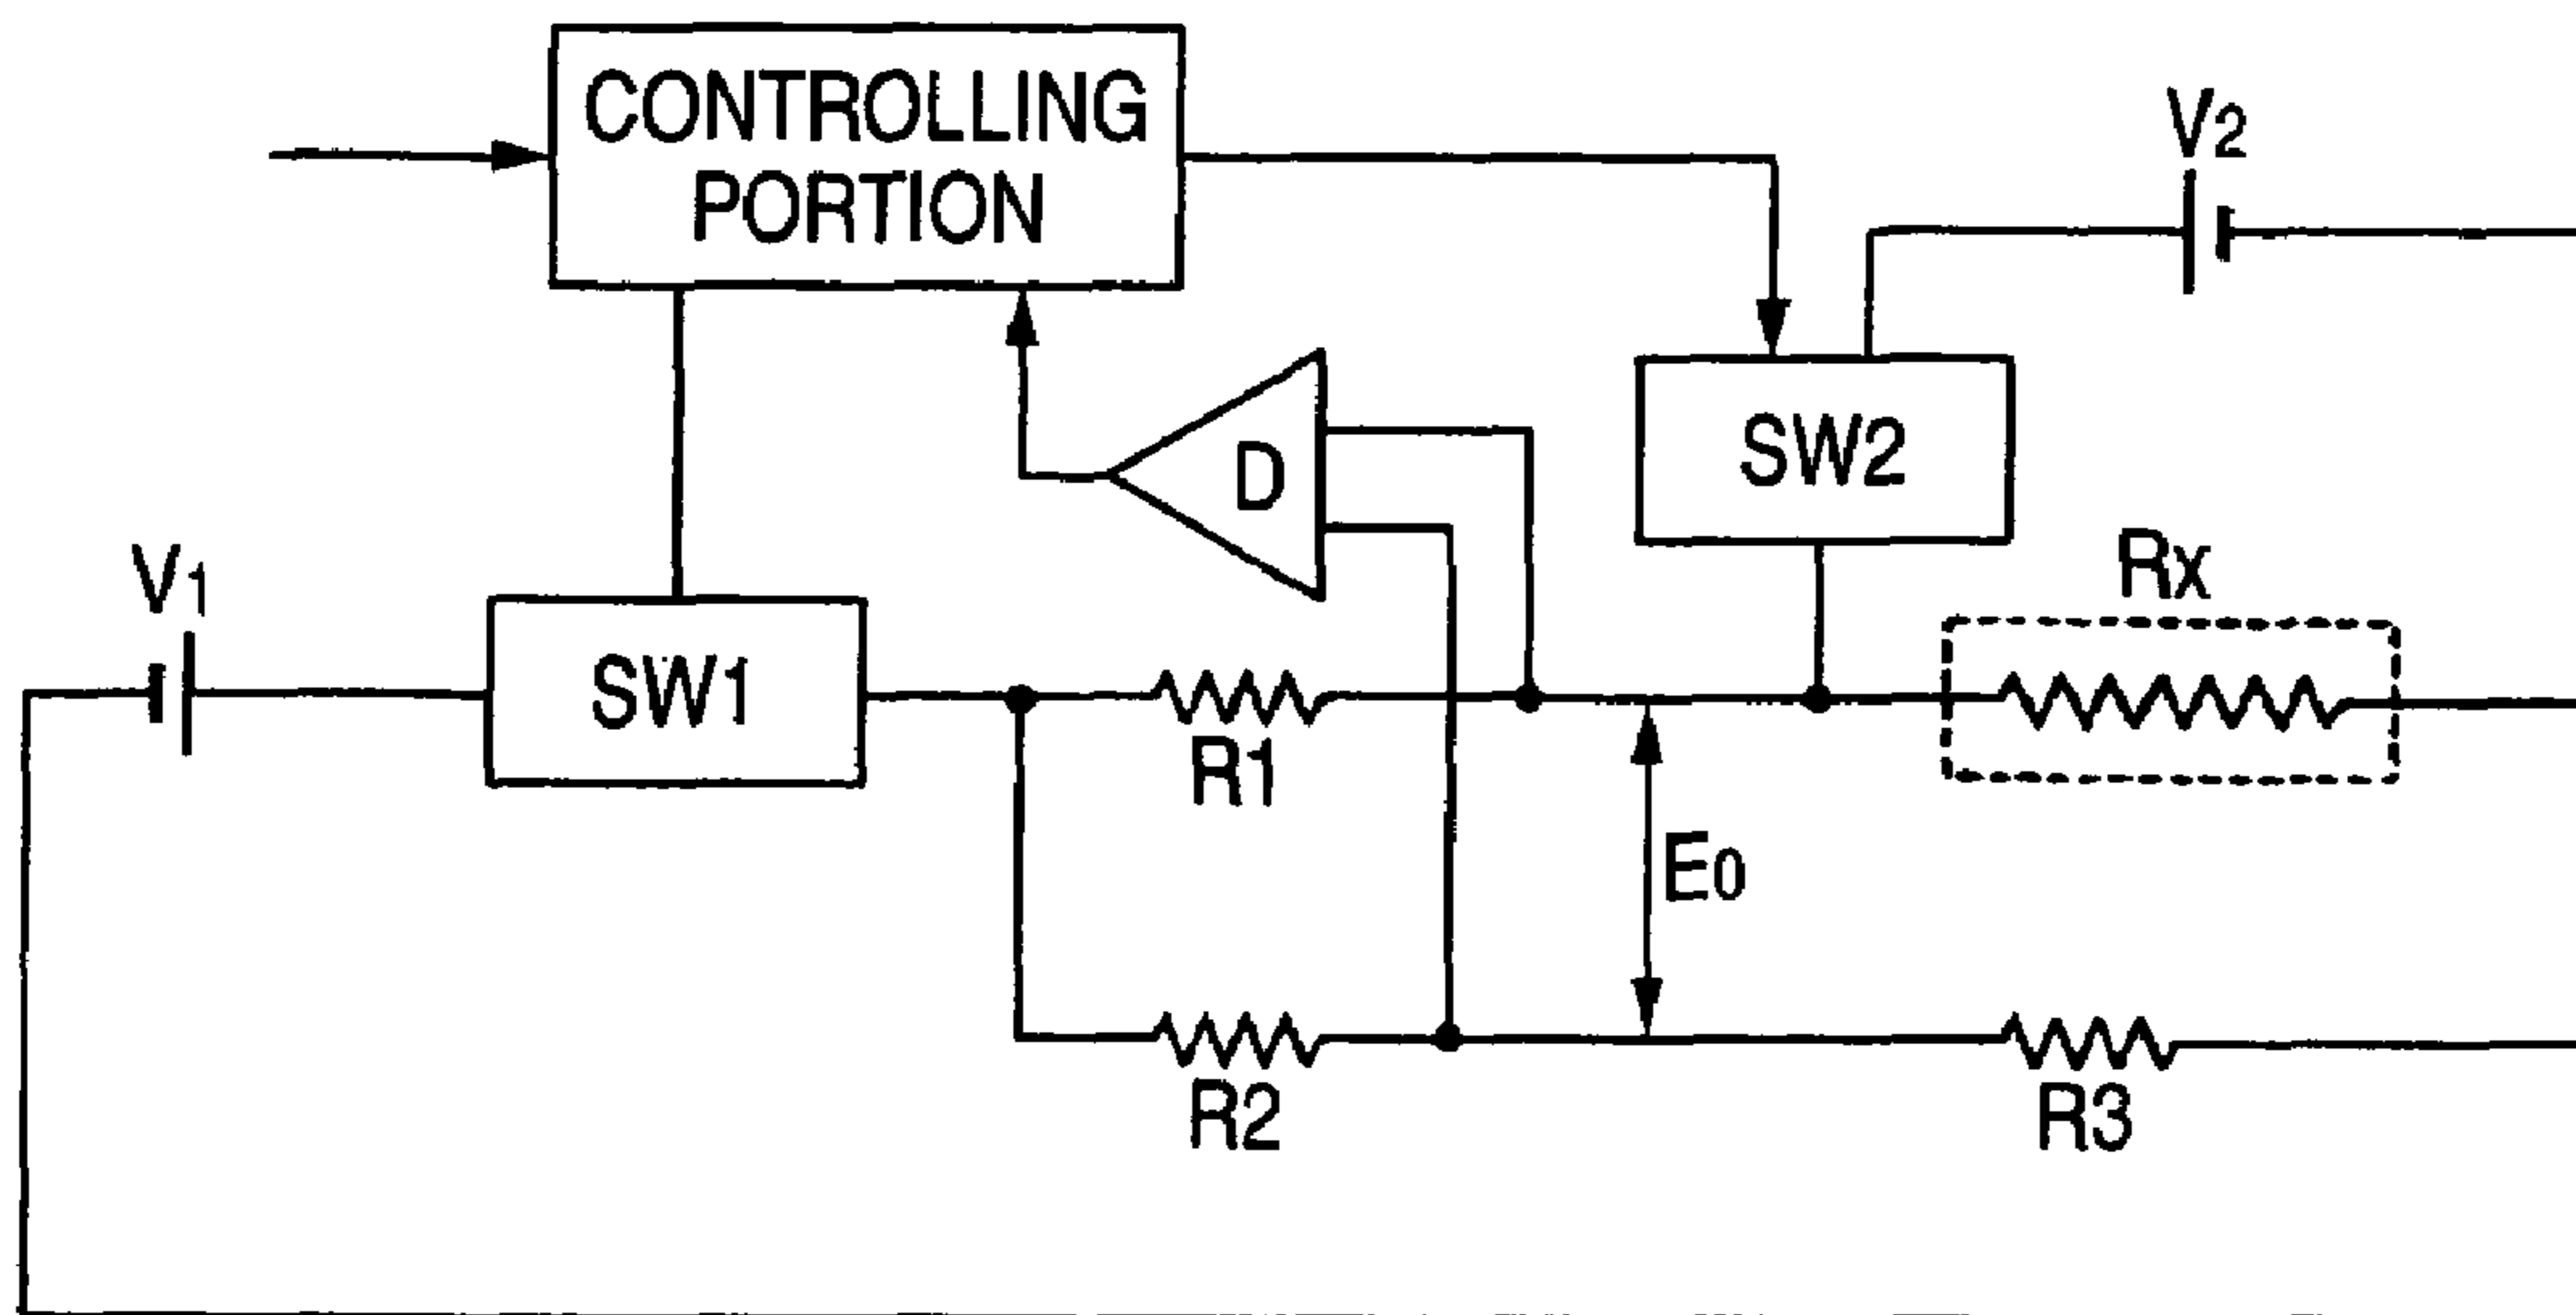 CONTROLLING
PORTION
V2
D
SW2
V1
Rx
SW1
R1
E0
R2
R3